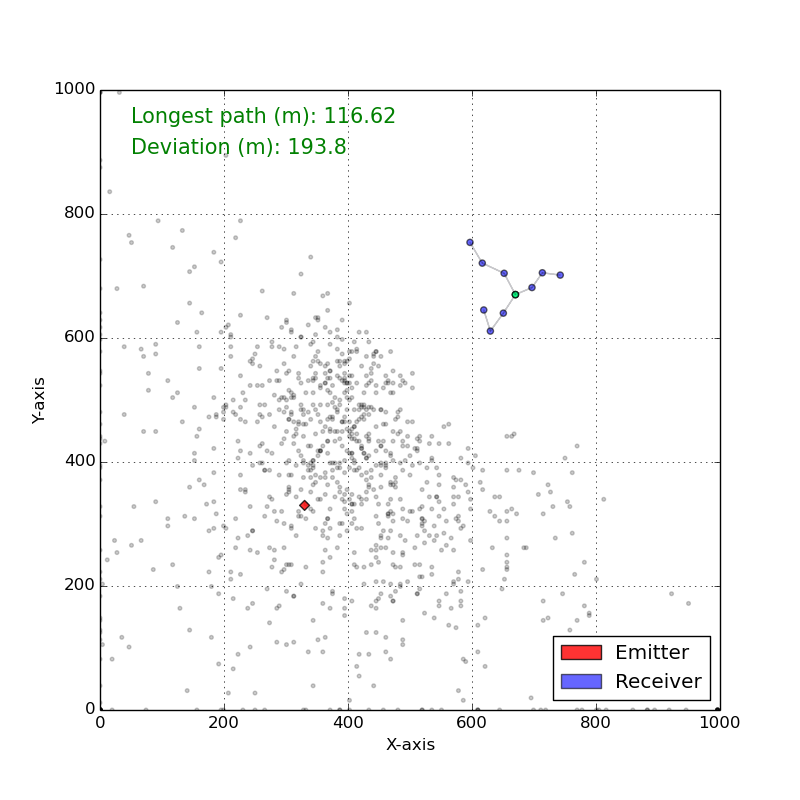 Longest path (m): 116.62
Deviation (m): 193.8
1000
800
600
400
200
0
Y-axis
0 200 400 600 800 1000
X-axis
Emitter
Receiver